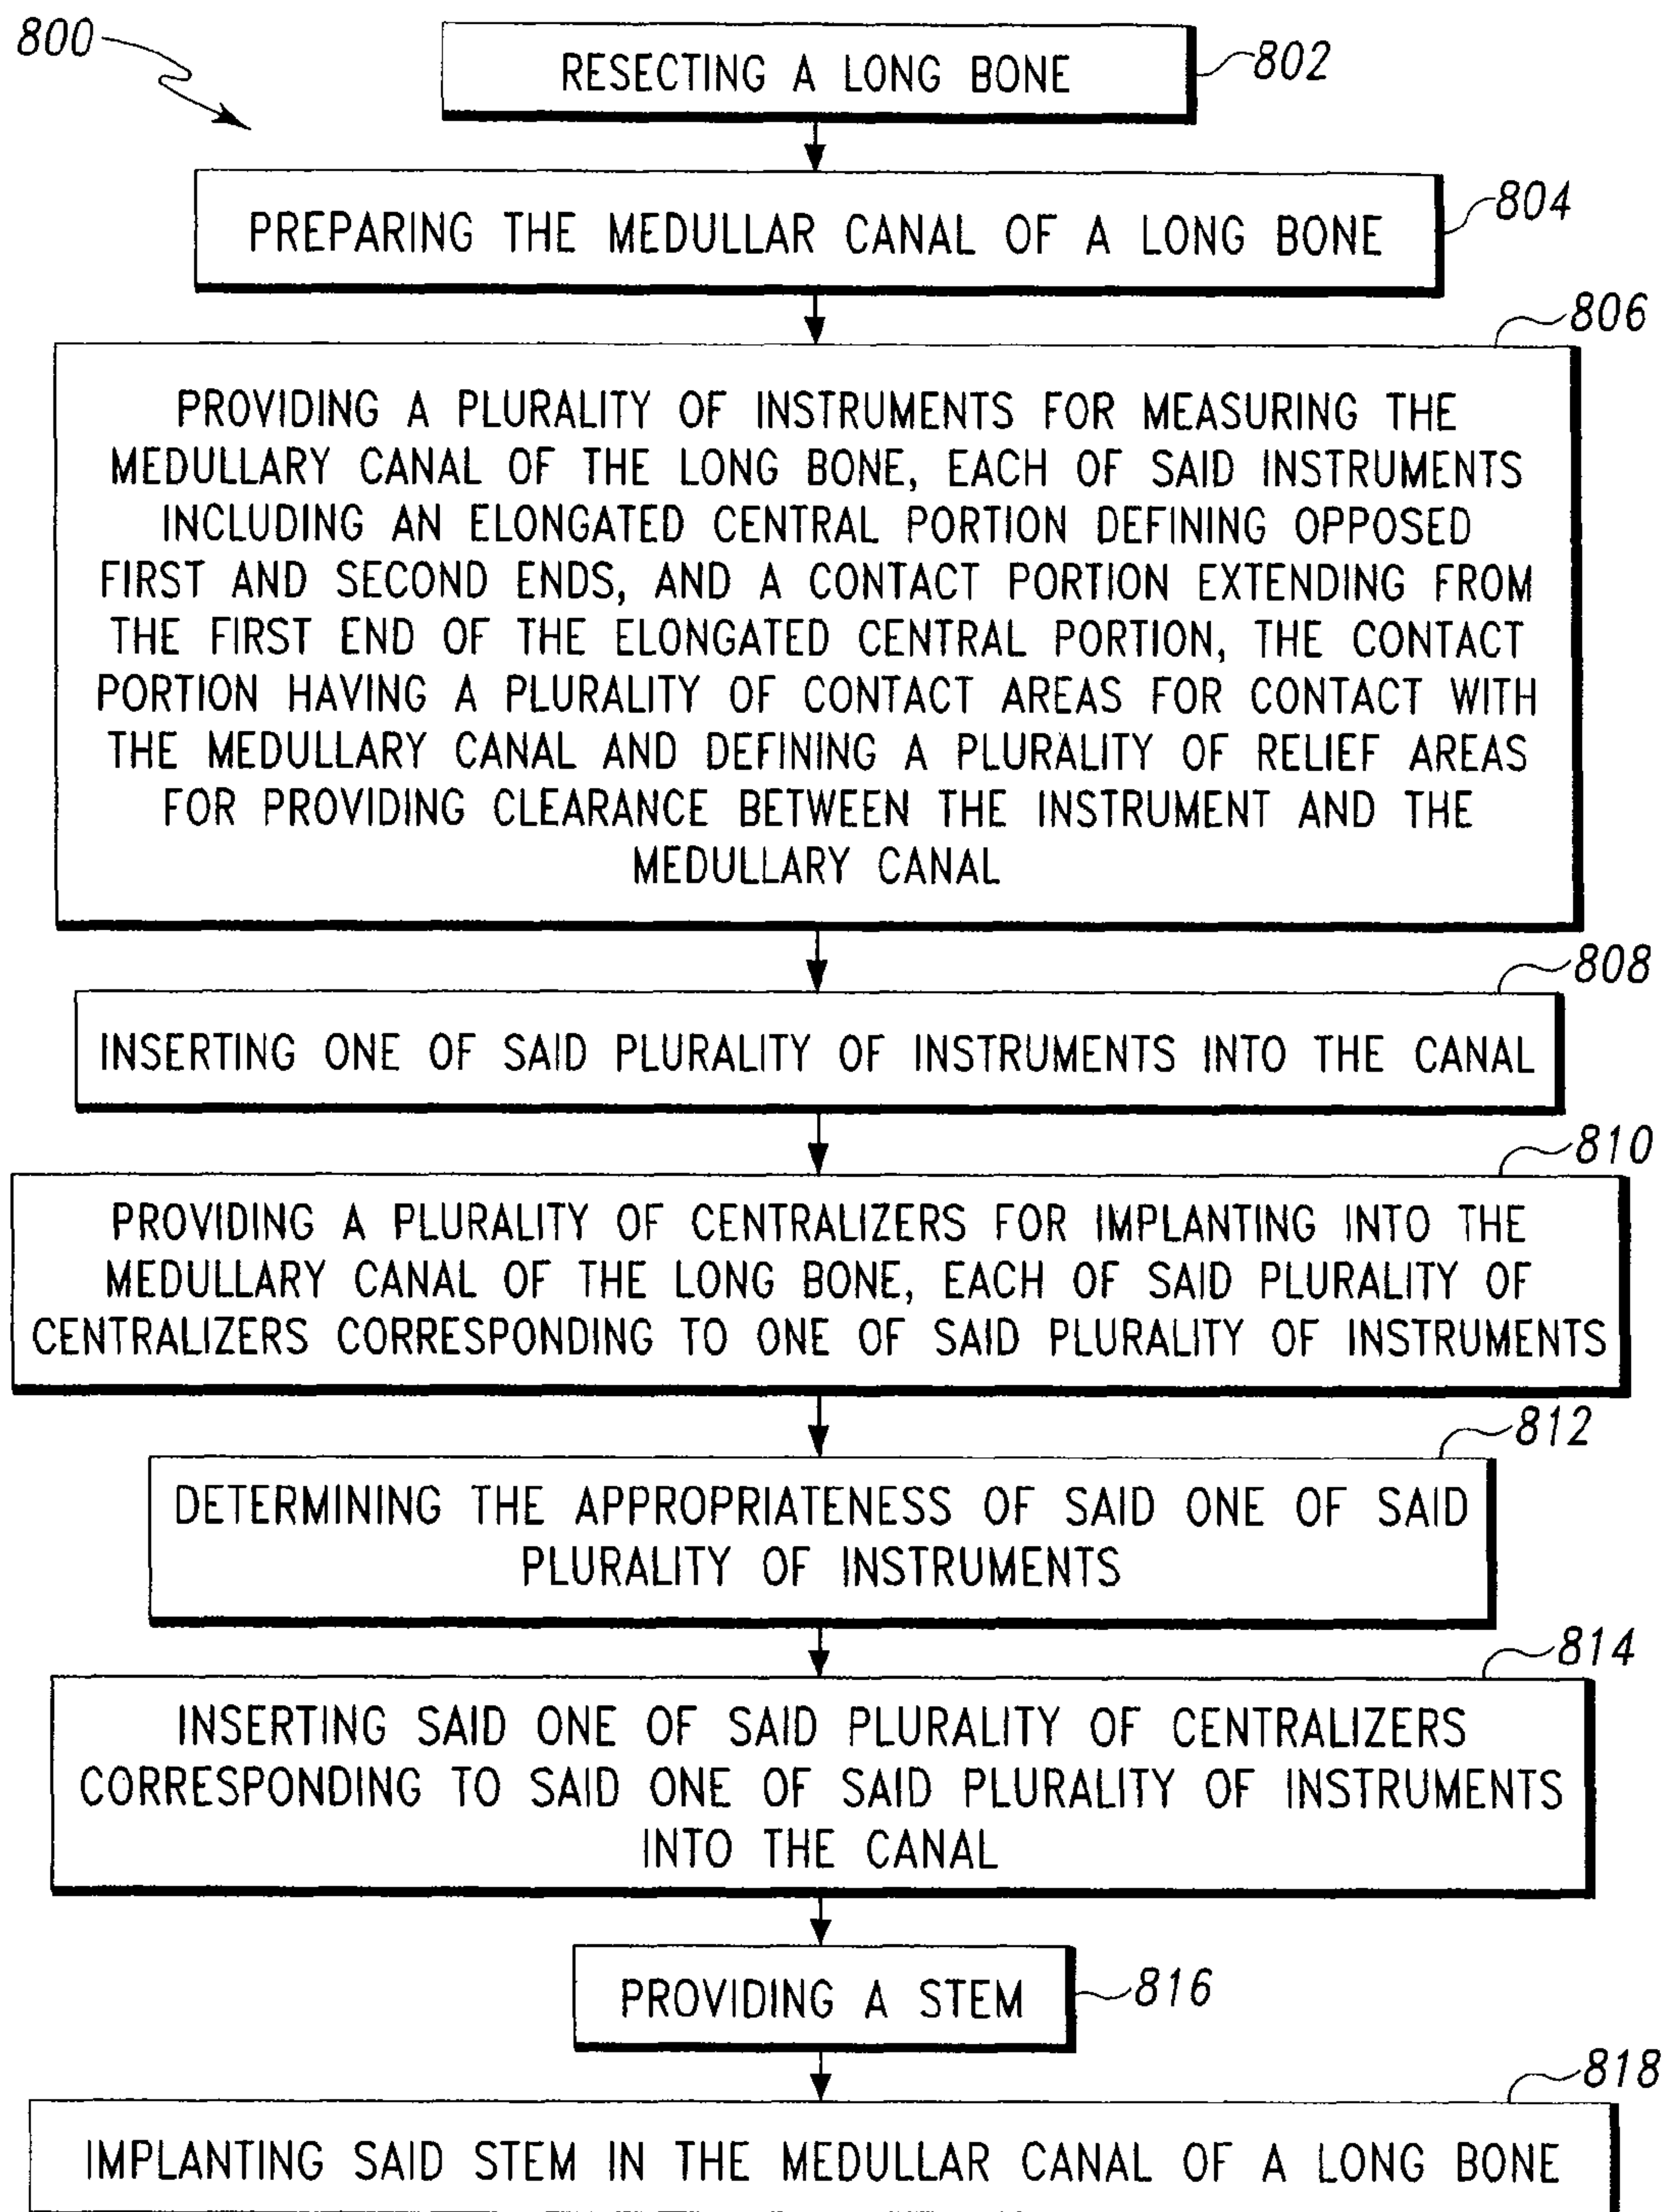 800
RESECTING A LONG BONE
802
PREPARING THE MEDULLAR CANAL OF A LONG BONE
804
806
PROVIDING A PLURALITY OF INSTRUMENTS FOR MEASURING THE
MEDULLARY CANAL OF THE LONG BONE, EACH OF SAID INSTRUMENTS
INCLUDING AN ELONGATED CENTRAL PORTION DEFINING OPPOSED
FIRST AND SECOND ENDS, AND A CONTACT PORTION EXTENDING FROM
THE FIRST END OF THE ELONGATED CENTRAL PORTION, THE CONTACT
PORTION HAVING A PLURALITY OF CONTACT AREAS FOR CONTACT WITH
THE MEDULLARY CANAL AND DEFINING A PLURALITY OF RELIEF AREAS
FOR PROVIDING CLEARANCE BETWEEN THE INSTRUMENT AND THE
MEDULLARY CANAL
808
INSERTING ONE OF SAID PLURALITY OF INSTRUMENTS INTO THE CANAL
810
PROVIDING A PLURALITY OF CENTRALIZERS FOR IMPLANTING INTO THE
MEDULLARY CANAL OF THE LONG BONE, EACH OF SAID PLURALITY OF
CENTRALIZERS CORRESPONDING TO ONE OF SAID PLURALITY OF INSTRUMENTS
812
DETERMINING THE APPROPRIATENESS OF SAID ONE OF SAID
PLURALITY OF INSTRUMENTS
814
INSERTING SAID ONE OF SAID PLURALITY OF CENTRALIZERS
CORRESPONDING TO SAID ONE OF SAID PLURALITY OF INSTRUMENTS
INTO THE CANAL
PROVIDING A STEM
816
818
IMPLANTING SAID STEM IN THE MEDULLAR CANAL OF A LONG BONE